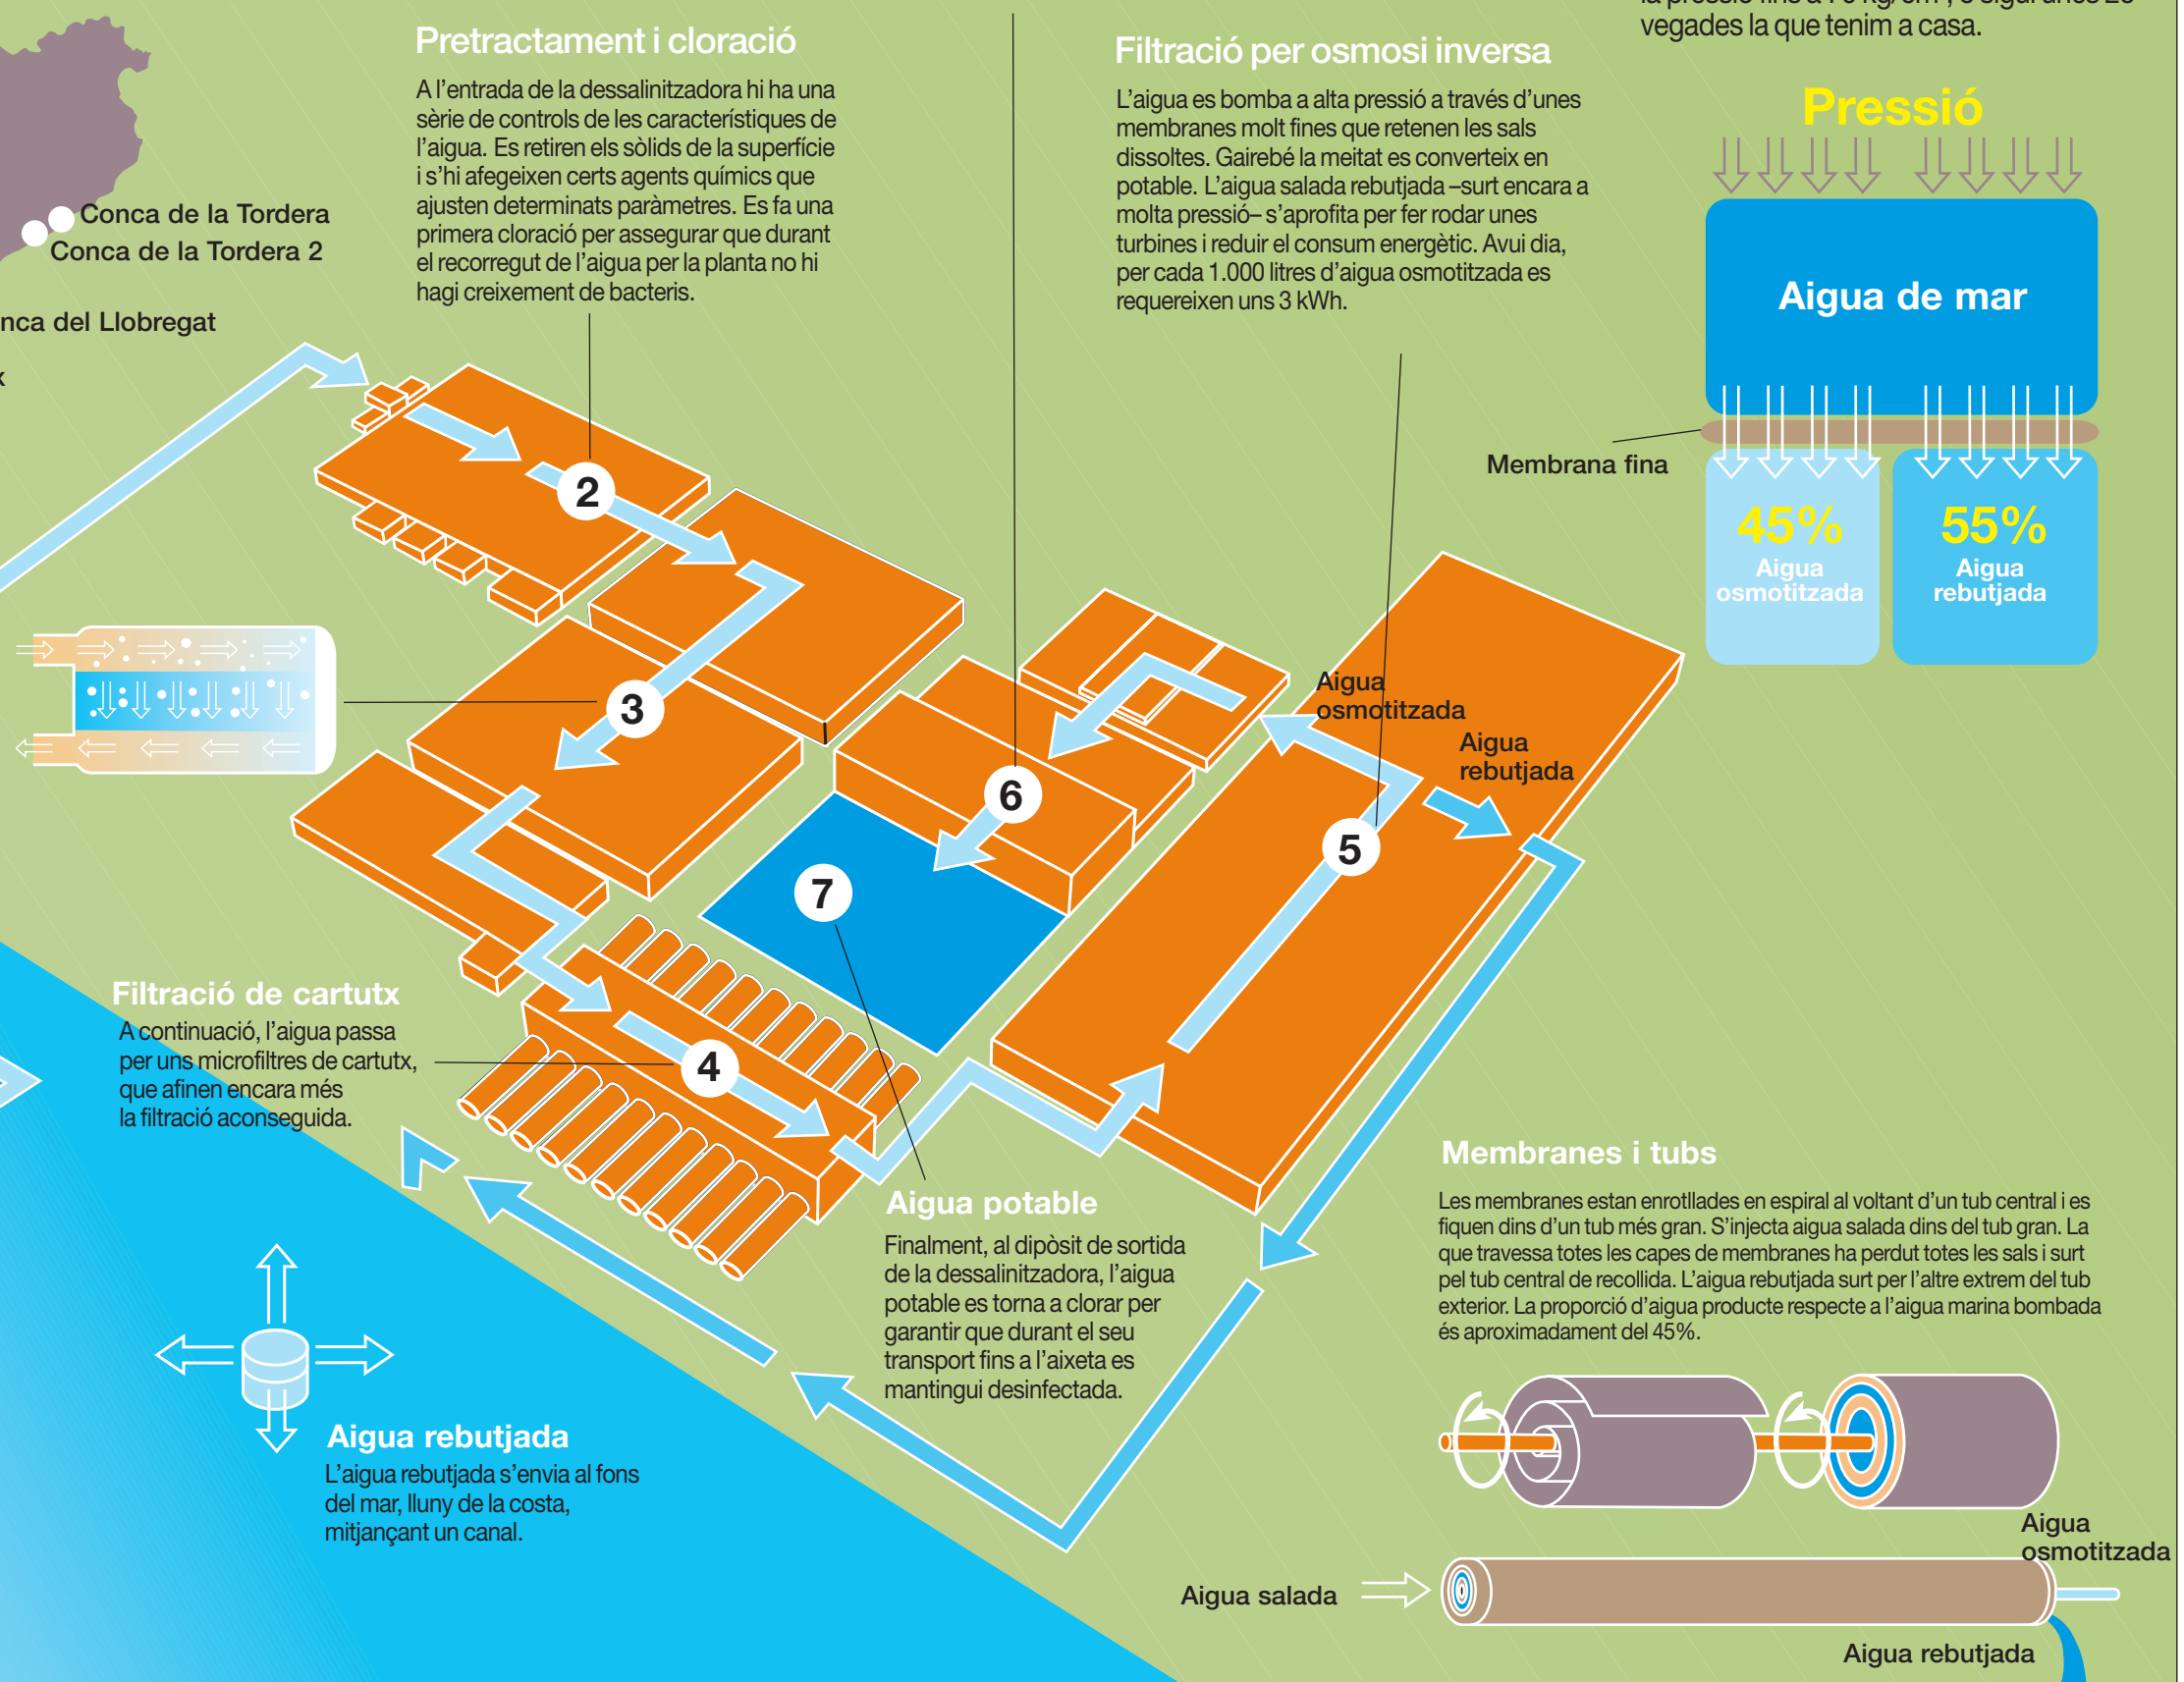 vegades la que tenim a casa.
Pretractament i cloració
A l’entrada de la dessalinitzadora hi ha una
sèrie de controls de les característiques de
l’aigua. Es retiren els sòlids de la superfície
i s’hi afegeixen certs agents químics que
ajusten determinats paràmetres. Es fa una
primera cloració per assegurar que durant
el recorregut de l’aigua per la planta no hi
hagi creixement de bacteris.
Filtració per osmosi inversa
L’aigua es bomba a alta pressió a través d’unes
membranes molt fines que retenen les sals
dissoltes. Gairebé la meitat es converteix en
potable. L’aigua salada rebutjada –surt encara a
molta pressió– s’aprofita per fer rodar unes
turbines i reduir el consum energètic. Avui dia,
per cada 1.000 litres d’aigua osmotitzada es
requereixen uns 3 kWh.
Pressió
Aigua de mar
Membrana fina
45%
Aigua
osmotitzada
55%
Aigua
rebutjada
Conca de la Tordera
Conca de la Tordera 2
nca del Llobregat
2
3
6
5
7
4
Aigua
osmotitzada
Aigua
rebutjada
Filtració de cartutx
A continuació, l’aigua passa
per uns microfiltres de cartutx,
que afinen encara més
la filtració aconseguida.
Aigua potable
Finalment, al dipòsit de sortida
de la dessalinitzadora, l’aigua
potable es torna a clorar per
garantir que durant el seu
transport fins a l’aixeta es
mantingui desinfectada.
Membranes i tubs
Les membranes estan enrotllades en espiral al voltant d’un tub central i es
fiquen dins d’un tub més gran. S’injecta aigua salada dins del tub gran. La
que travessa totes les capes de membranes ha perdut totes les sals i surt
pel tub central de recollida. L’aigua rebutjada surt per l’altre extrem del tub
exterior. La proporció d’aigua producte respecte a l’aigua marina bombada
és aproximadament del 45%.
Aigua rebutjada
L’aigua rebutjada s’envia al fons
del mar, lluny de la costa,
mitjançant un canal.
Aigua salada
Aigua
osmotitzada
Aigua rebutjada